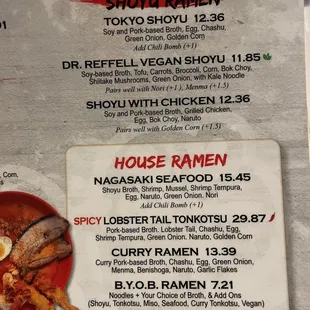 SHOYU RAMEN
01
TOKYO SHOYU 12.36
Soy and Pork-based Broth, Egg, Chashu,
Green Onion, Golden Corn
Add Chili Bomb (+1)
DR. REFFELL VEGAN SHOYU 11.85
Soy-based Broth, Tofu, Carrots, Broccoli, Corn, Bok Choy,
Shiitake Mushrooms, Green Onion, with Kale Noodle
Pairs well with Nori (+1), Menma (+1.5)
SHOYU WITH CHICKEN 12.36
Soy and Pork-based Broth, Grilled Chicken,
Egg, Bok Choy, Naruto
Pairs well with Golden Corn (+1.5)
HOUSE RAMEN
NAGASAKI SEAFOOD 15.45
Shoyu Broth, Shrimp, Mussel, Shrimp Tempura,
Egg, Naruto, Green Onion, Nori
Add Chili Bomb (+1)
Corn,
SPICY LOBSTER TAIL TONKOTSU 29.87
Pork-based Broth, Lobster Tail, Chashu, Egg,
Shrimp Tempura, Green Onion, Naruto, Golden Corn
CURRY RAMEN 13.39
Curry Pork-based Broth, Chashu, Egg, Green Onion,
Menma, Benishoga, Naruto, Garlic Flakes
B.Y.O.B. RAMEN 7.21
Noodles + Your Choice of Broth, & Add Ons
(Shoyu, Tonkotsu, Miso, Seafood, Curry Tonkotsu, Vegan)